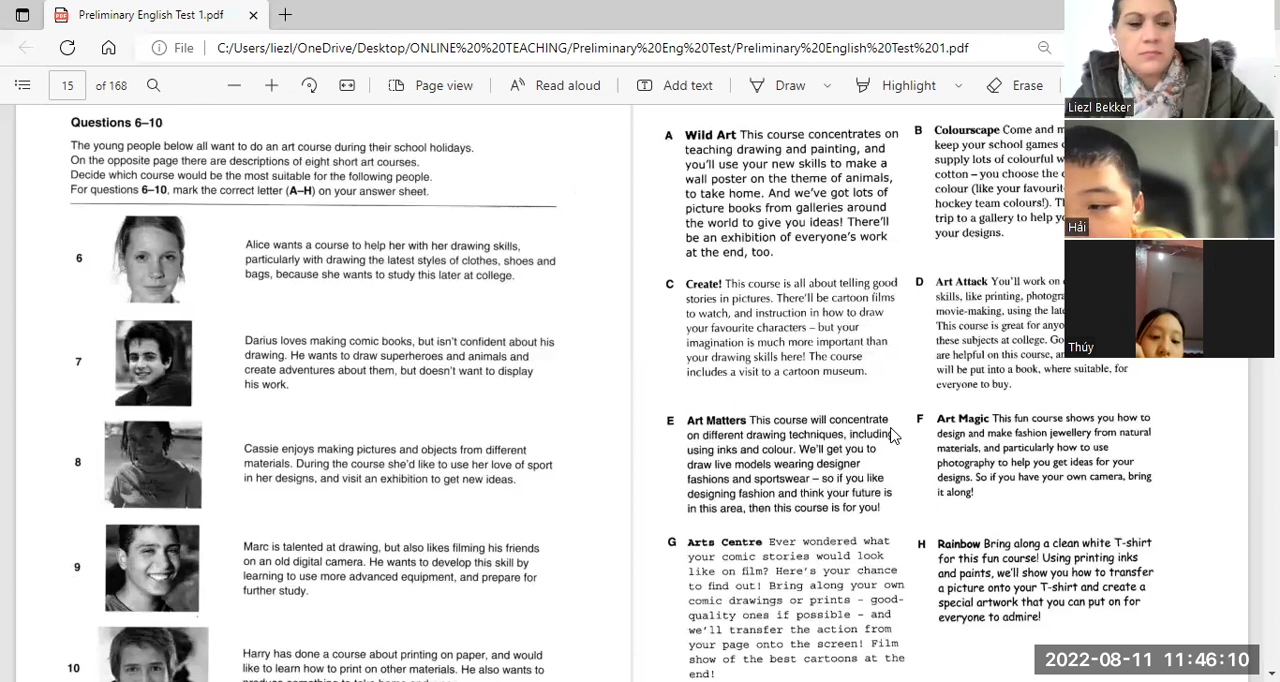 Preliminary English Test 1.pdf
File
C:/Users/liezl/OneDrive/Desktop/ONLINE%20%20TEACHING/Preliminary%20Eng%20Test/Preliminary%20English%20Test%201.pdf
15 of 168
Page view
Read aloud
Add text
Draw
Highlight
Erase
Questions 6–10
The young people below all want to do an art course during their school holidays.
On the opposite page there are descriptions of eight short art courses.
Decide which course would be the most suitable for the following people.
For questions 6–10, mark the correct letter (A–H) on your answer sheet.
6
Alice wants a course to help her with her drawing skills,
particularly with drawing the latest styles of clothes, shoes and
bags, because she wants to study this later at college.
7
Darius loves making comic books, but isn't confident about his
drawing. He wants to draw superheroes and animals and
create adventures about them, but doesn't want to display
his work.
8
Cassie enjoys making pictures and objects from different
materials. During the course she'd like to use her love of sport
in her designs, and visit an exhibition to get new ideas.
9
Marc is talented at drawing, but also likes filming his friends
on an old digital camera. He wants to develop this skill by
learning to use more advanced equipment, and prepare for
further study.
10
Harry has done a course about printing on paper, and would
like to learn how to print on other materials. He also wants to
A Wild Art This course concentrates on
teaching drawing and painting, and
you'll use your new skills to make a
wall poster on the theme of animals,
to take home. And we've got lots of
picture books from galleries around
the world to give you ideas! There'll
be an exhibition of everyone's work
at the end, too.
B Colourscape Come and
keep your school games
supply lots of colourful
cotton – you choose the
colour (like your
hockey team colours!).
trip to a gallery to help
your designs.
C Create! This course is all about telling good
stories in pictures. There'll be cartoon films
to watch, and instruction in how to draw
your favourite characters – but your
imagination is much more important than
your drawing skills here! The course
includes a visit to a cartoon museum.
D Art Attack You'll work on
skills, like printing,
movie-making, using the
This course is great for
these subjects at college.
are helpful on this course,
will be put into a book, where suitable, for
everyone to buy.
E Art Matters This course will concentrate
on different drawing techniques, including
using inks and colour. We'll get you to
draw live models wearing designer
fashions and sportswear – so if you like
designing fashion and think your future is
in this area, then this course is for you!
F Art Magic This fun course shows you how to
design and make fashion jewellery from natural
materials, and particularly how to use
photography to help you get ideas for your
designs. So if you have your own camera, bring
it along!
G Arts Centre Ever wondered what
your comic stories would look
like on film? Here's your chance
to find out! Bring along your own
comic drawings or prints – good-
quality ones if possible – and
we'll transfer the action from
your page onto the screen! Film
show of the best cartoons at the
end!
H Rainbow Bring along a clean white T-shirt
for this fun course! Using printing inks
and paints, we'll show you how to transfer
a picture onto your T-shirt and create a
special artwork that you can put on for
everyone to admire!
Liezl Bekker
Hải
Thúy
2022-08-11 11:46:10